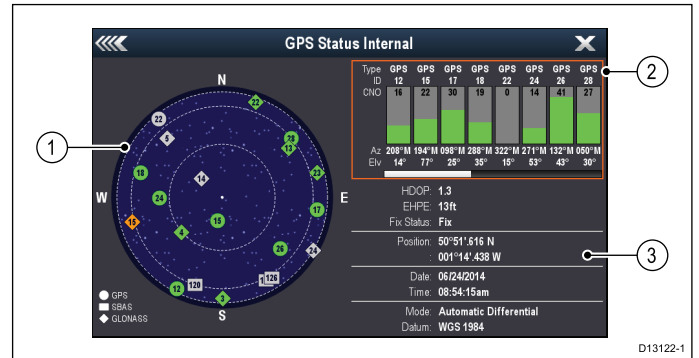 GPS Status Internal
1
2
3
N
W
E
S
22
22
5
28
13
18
14
23
24
17
15
15
4
26
24
120
126
12
3
GPS
SBAS
GLONASS
Type GPS GPS GPS GPS GPS GPS GPS GPS
ID 12 15 17 18 22 24 26 28
CNO 16 22 30 19 0 14 41 27
Az 208°M 194°M 098°M 288°M 322°M 271°M 132°M 050°M
Elv 14° 77° 25° 35° 15° 53° 43° 30°
HDOP: 1.3
EHPE: 13ft
Fix Status: Fix
Position: 50°51'.616 N
: 001°14'.438 W
Date: 06/24/2014
Time: 08:54:15am
Mode: Automatic Differential
Datum: WGS 1984
D13122-1